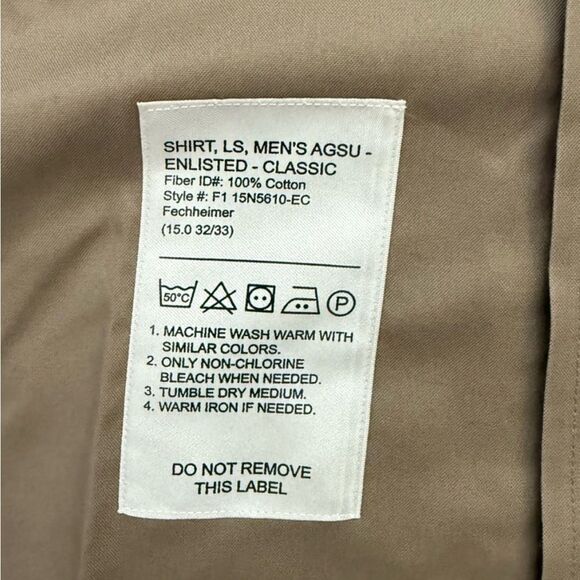 SHIRT, LS, MEN'S AGSU -
ENLISTED - CLASSIC
Fiber ID#: 100% Cotton
Style #: F1 15N5610-EC
Fechheimer
(15.0 32/33)
50°C P
1. MACHINE WASH WARM WITH
SIMILAR COLORS.
2. ONLY NON-CHLORINE
BLEACH WHEN NEEDED.
3. TUMBLE DRY MEDIUM.
4. WARM IRON IF NEEDED.
DO NOT REMOVE
THIS LABEL